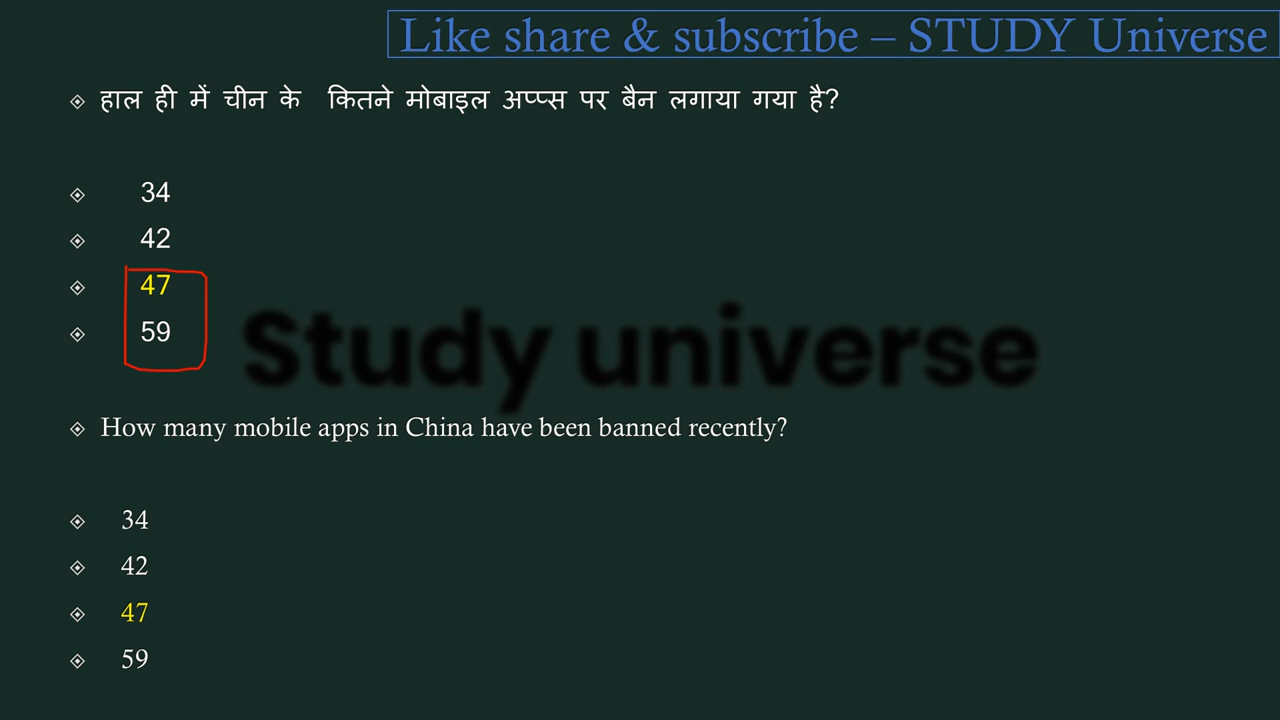 Like share & subscribe – STUDY Universe
हाल ही में चीन के कितने मोबाइल अप्प्स पर बैन लगाया गया है?
34
42
47
59
Study universe
How many mobile apps in China have been banned recently?
34
42
47
59